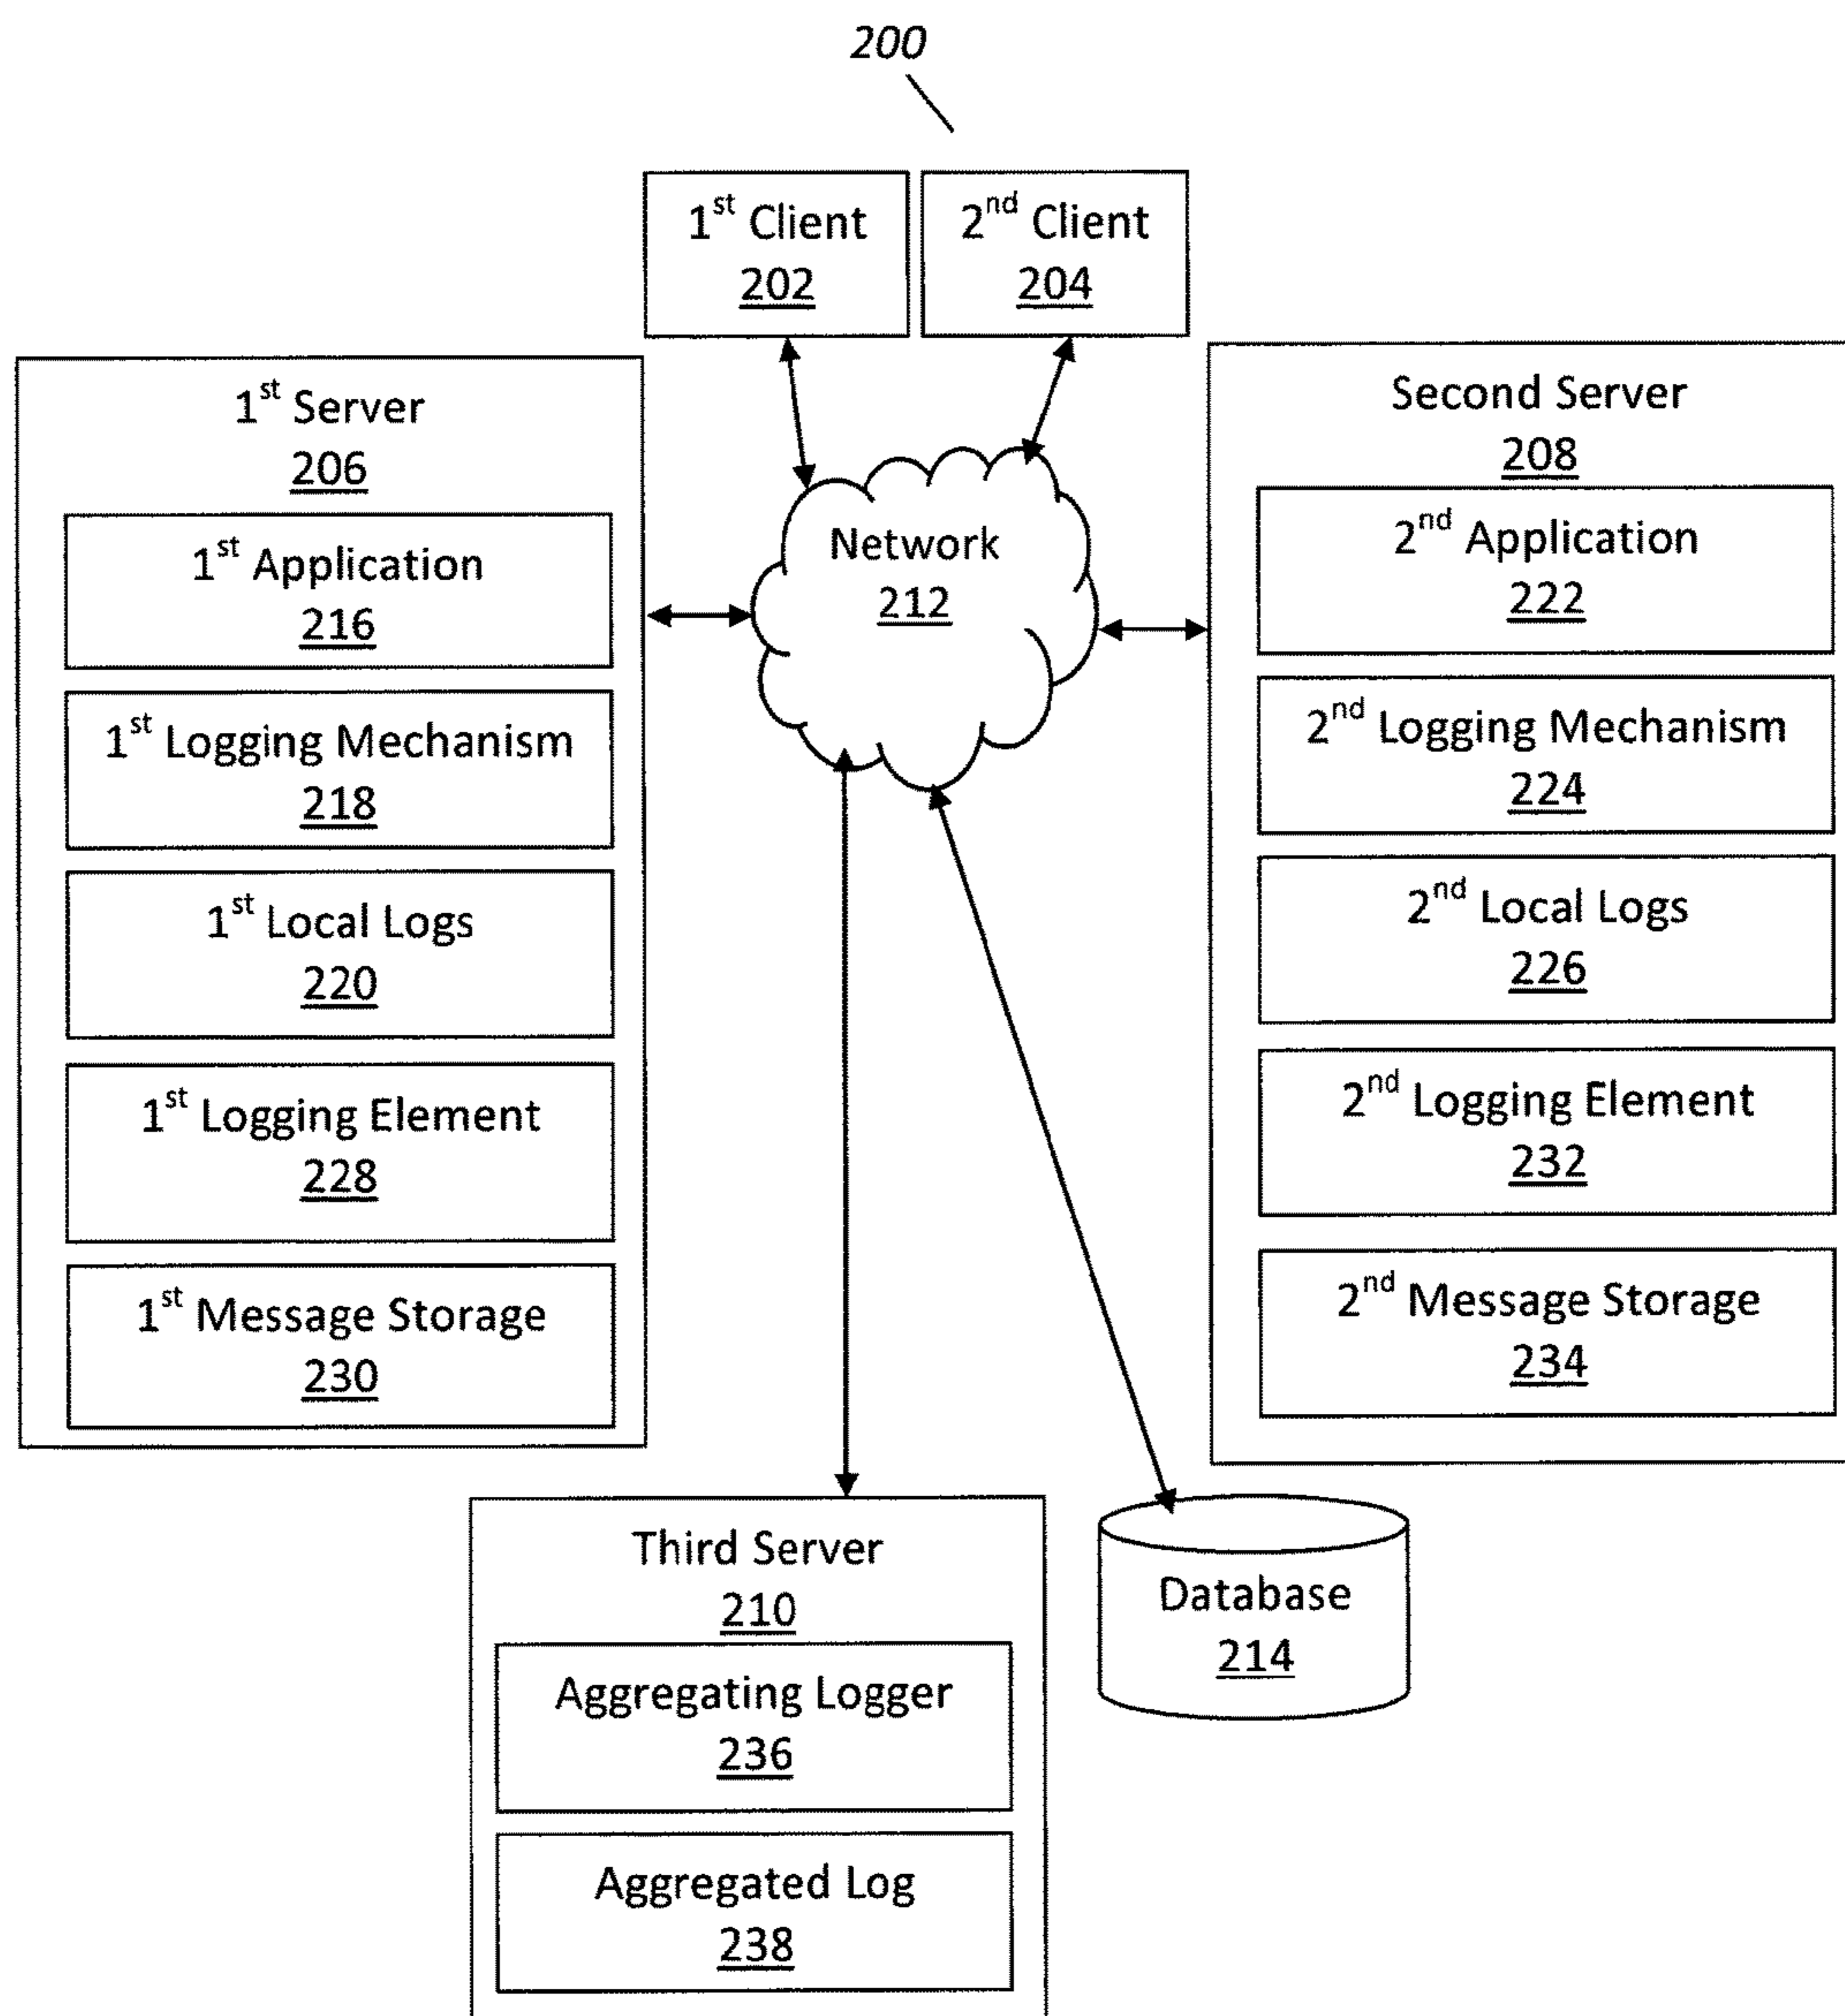 200
1st Client
202
2nd Client
204
1st Server
206
1st Application
216
1st Logging Mechanism
218
1st Local Logs
220
1st Logging Element
228
1st Message Storage
230
Network
212
Second Server
208
2nd Application
222
2nd Logging Mechanism
224
2nd Local Logs
226
2nd Logging Element
232
2nd Message Storage
234
Third Server
210
Aggregating Logger
236
Aggregated Log
238
Database
214